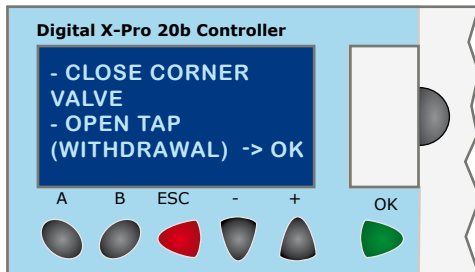 Digital X-Pro 20b Controller
- CLOSE CORNER
VALVE
- OPEN TAP
(WITHDRAWAL) -> OK
A B ESC - + OK